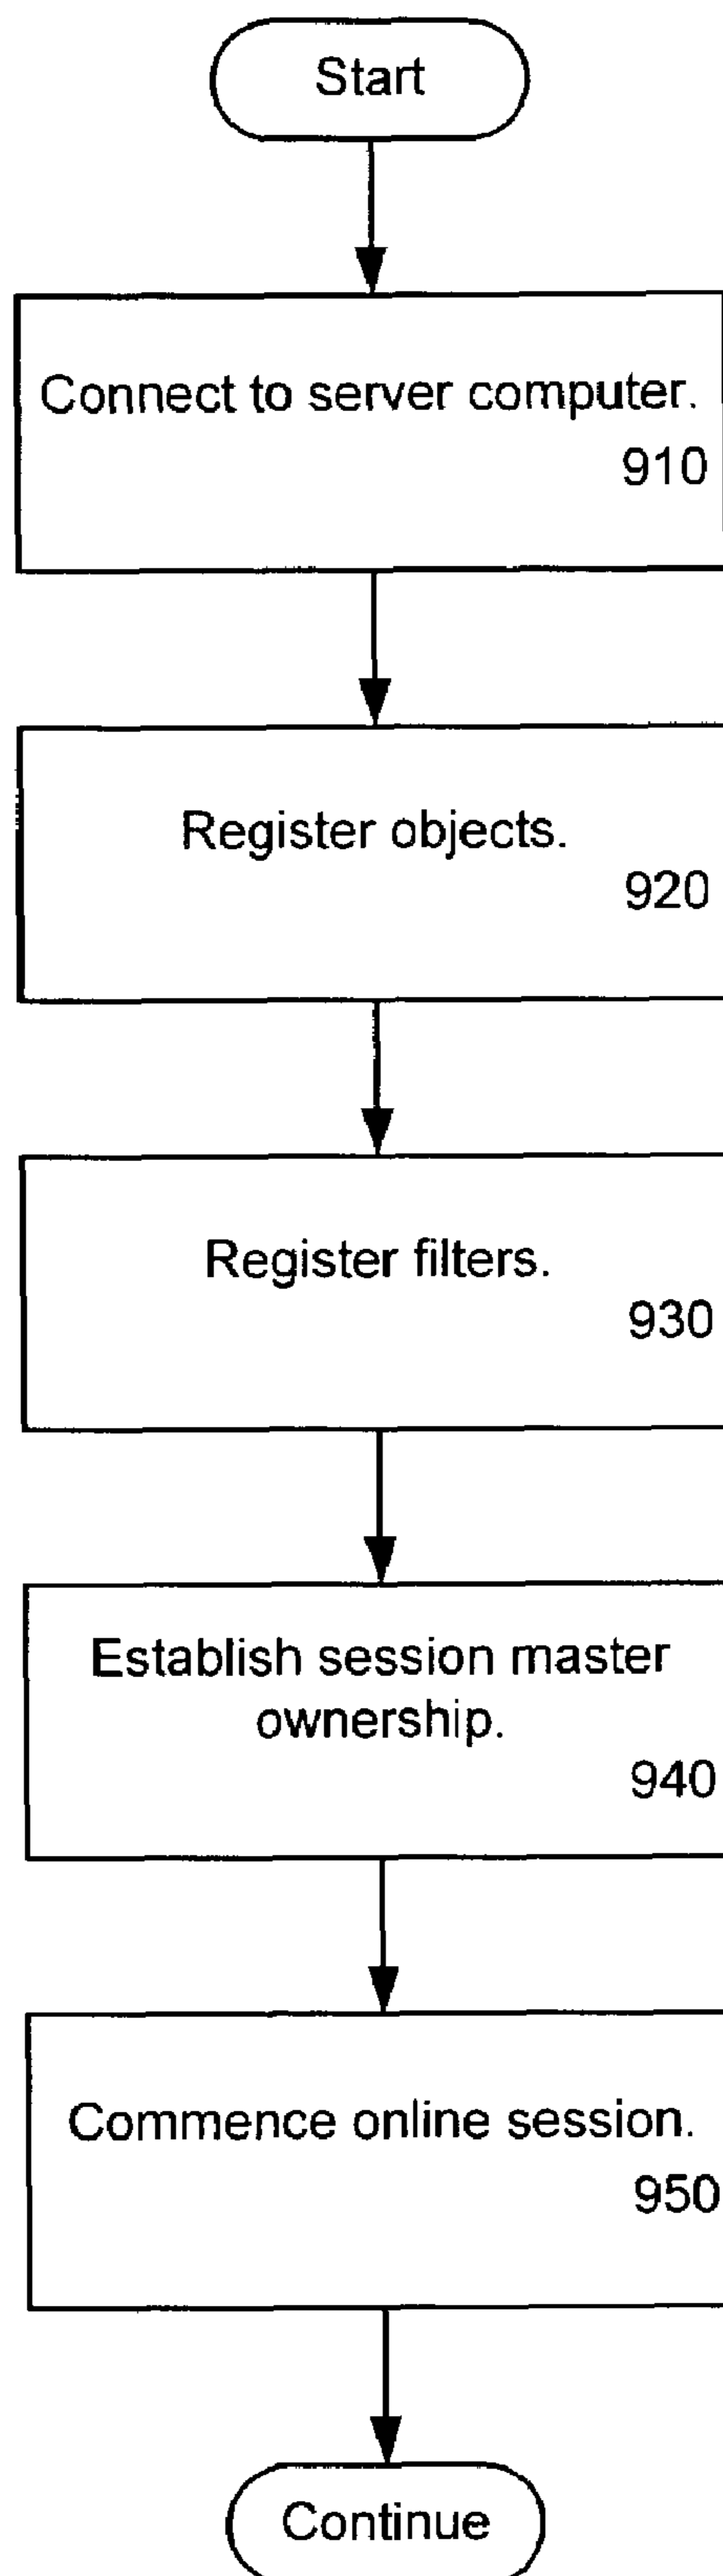 Start
Connect to server computer.
910
Register objects.
920
Register filters.
930
Establish session master
ownership.
940
Commence online session.
950
Continue